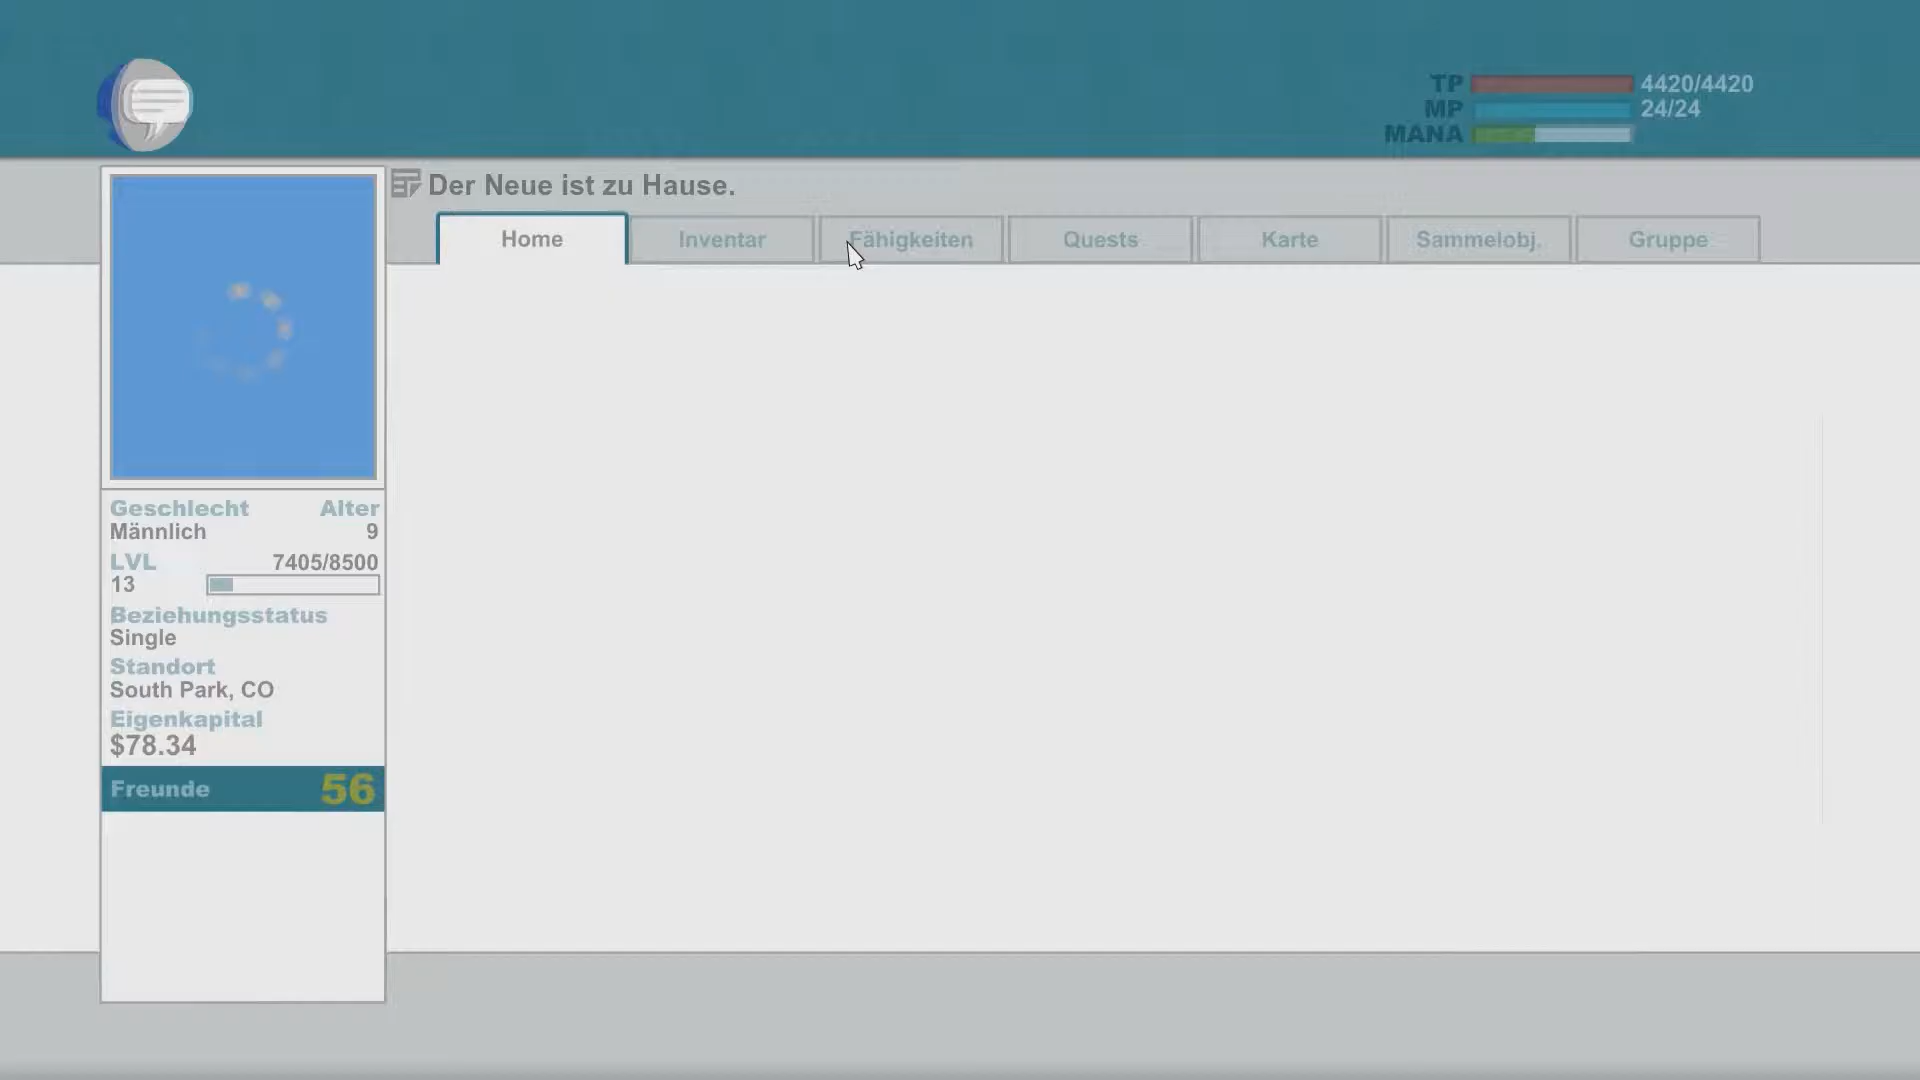 TP 4420/4420
MP 24/24
MANA
Der Neue ist zu Hause.
Home Inventar Fähigkeiten Quests Karte Sammelobj. Gruppe
Geschlecht Alter
Männlich 9
LVL 7405/8500
13
Beziehungsstatus
Single
Standort
South Park, CO
Eigenkapital
$78.34
Freunde 56